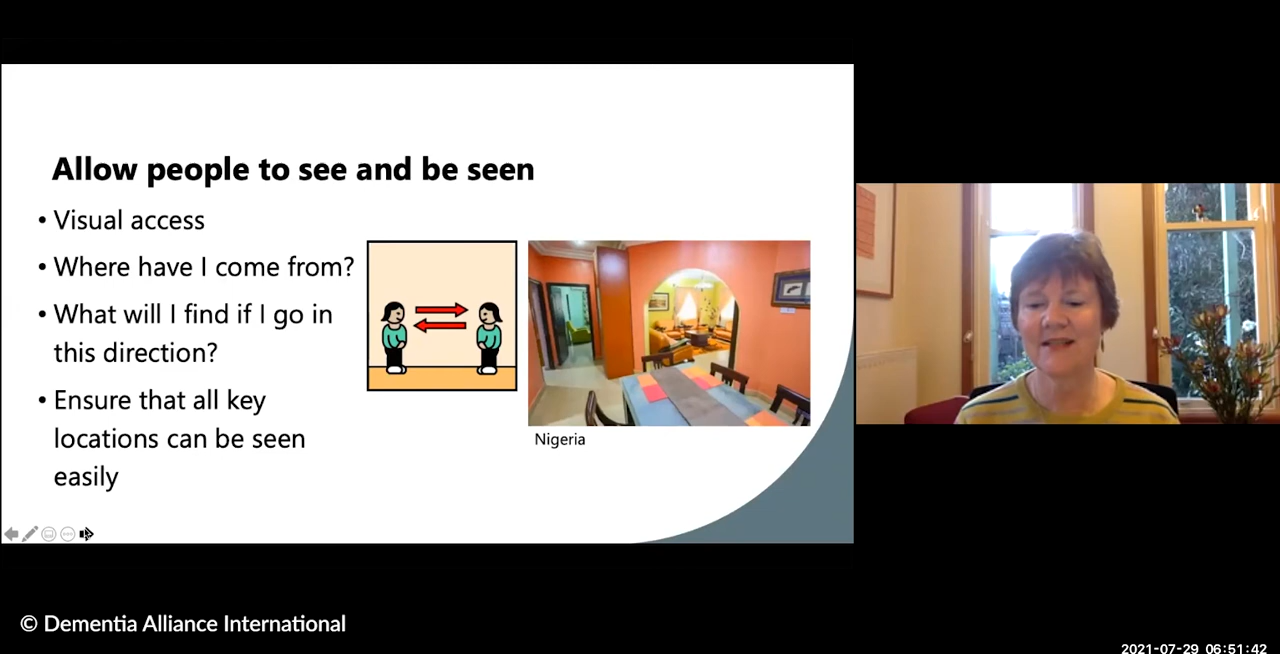 Allow people to see and be seen
• Visual access
• Where have I come from?
• What will I find if I go in
this direction?
• Ensure that all key
locations can be seen
easily
Nigeria
© Dementia Alliance International
2021-07-29 06:51:42